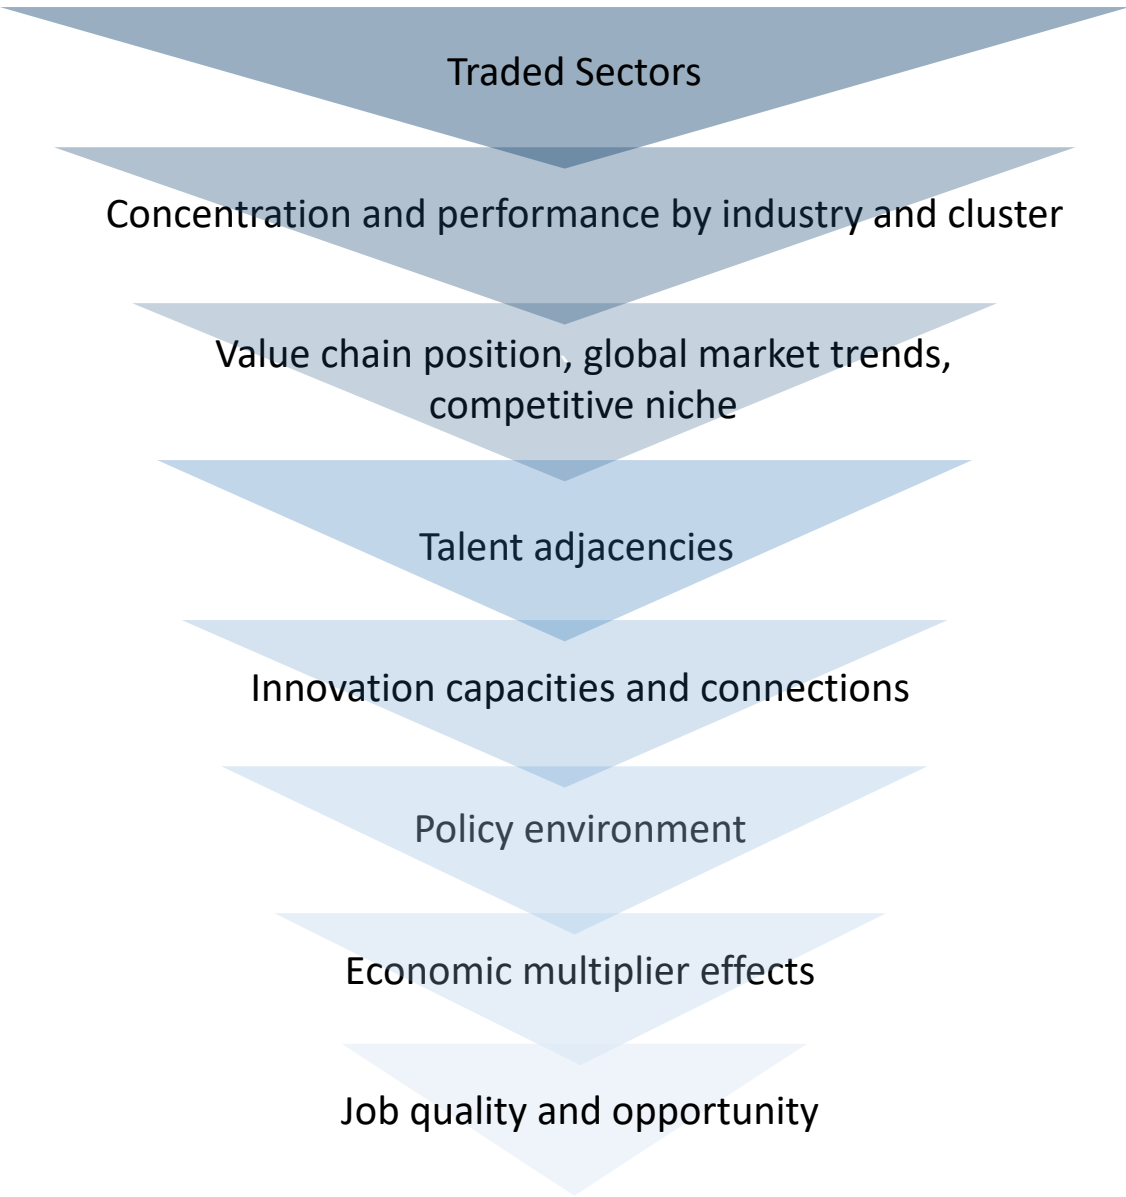 Traded Sectors
Concentration and performance by industry and cluster
Value chain position, global market trends,
competitive niche
Talent adjacencies
Innovation capacities and connections
Policy environment
Economic multiplier effects
Job quality and opportunity